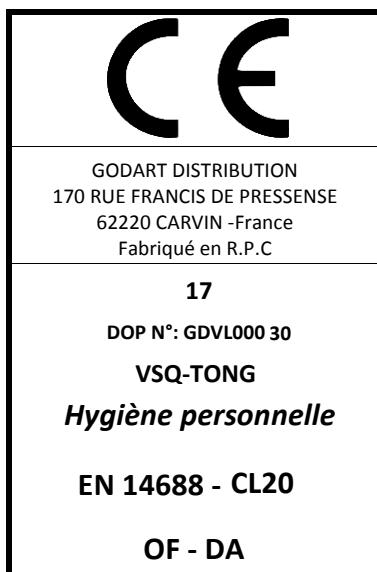 CE
GODART DISTRIBUTION
170 RUE FRANCIS DE PRESSENSE
62220 CARVIN -France
Fabriqué en R.P.C
17
DOP N°: GDVL000 30
VSQ-TONG
Hygiène personnelle
EN 14688 - CL20
OF - DA